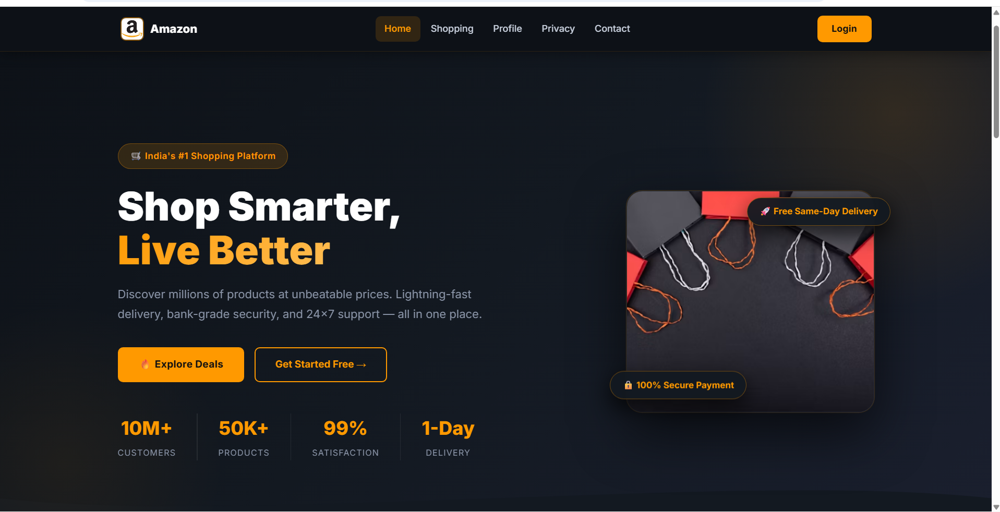 a Amazon
Home Shopping Profile Privacy Contact
Login
India's #1 Shopping Platform
Shop Smarter,
Live Better
Discover millions of products at unbeatable prices. Lightning-fast
delivery, bank-grade security, and 24×7 support — all in one place.
Explore Deals
Get Started Free →
10M+
CUSTOMERS
50K+
PRODUCTS
99%
SATISFACTION
1-Day
DELIVERY
Free Same-Day Delivery
100% Secure Payment